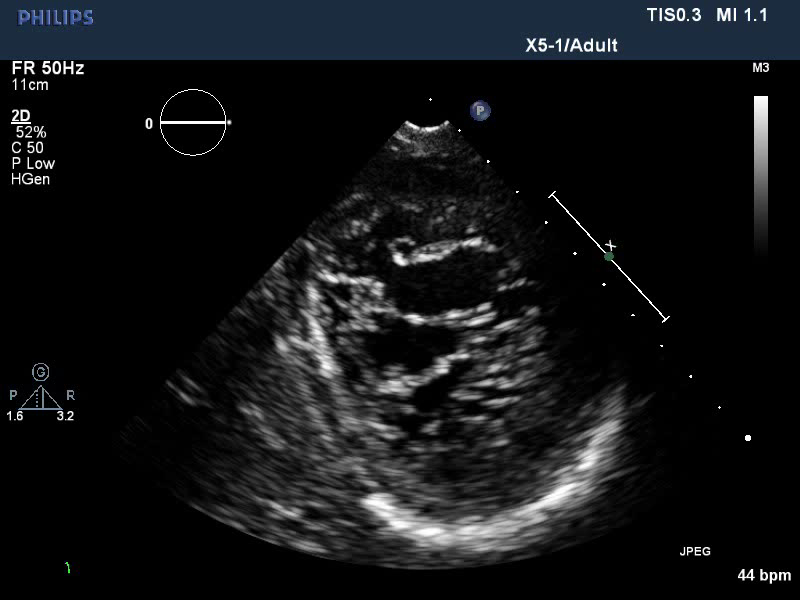 PHILIPS
TIS0.3 MI 1.1
X5-1/Adult
FR 50Hz
11cm
2D
52%
C 50
P Low
HGen
0
P
M3
X
G
P R
1.6 3.2
JPEG
44 bpm